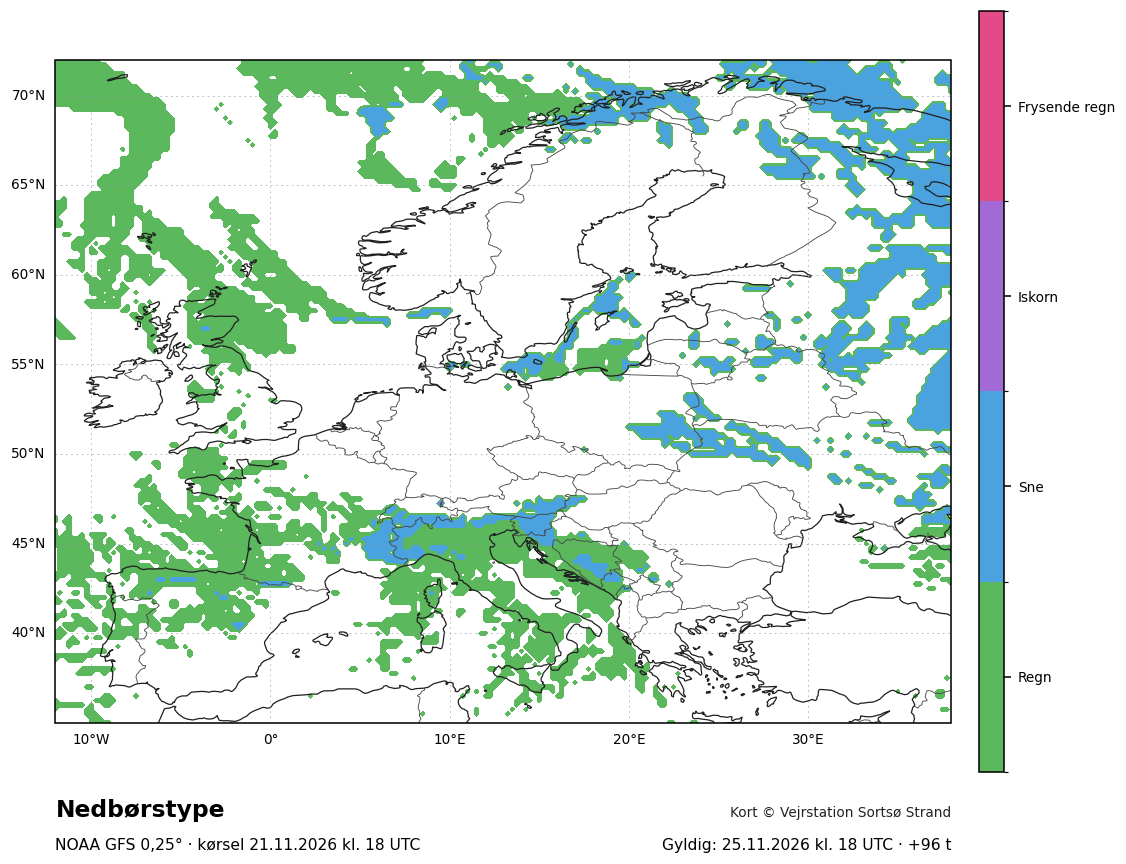 Frysende regn
70°N
65°N
60°N
Iskorn
55°N
50°N
Sne
45°N
40°N
Regn
10°W
0°
10°E
20°E
30°E
Nedbørstype
Kort © Vejrstation Sortsø Strand
NOAA GFS 0,25° · kørsel 21.11.2026 kl. 18 UTC
Gyldig: 25.11.2026 kl. 18 UTC · +96 t